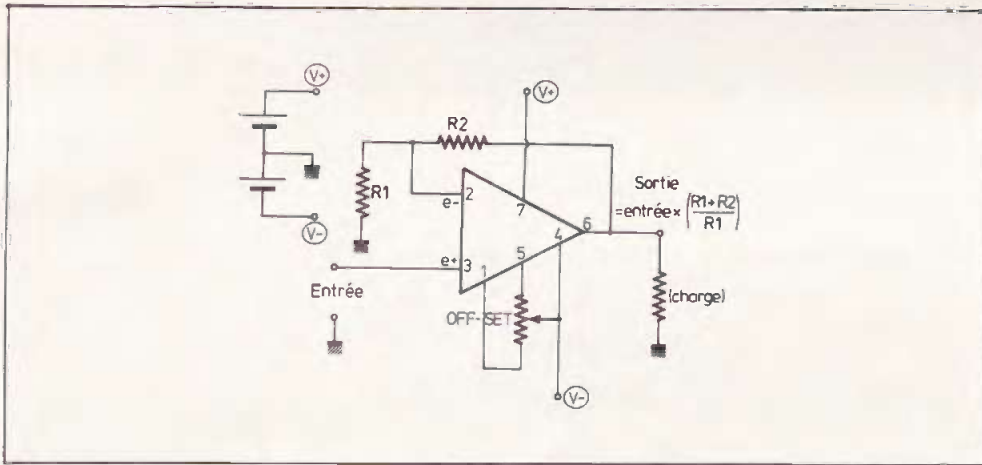 V+
V+
R2
R1
e-
2
7
Sortie
=entrée×(R1+R2/R1)
6
4
V-
e+
3
5
1
Entrée
OFF-SET
(charge)
V-